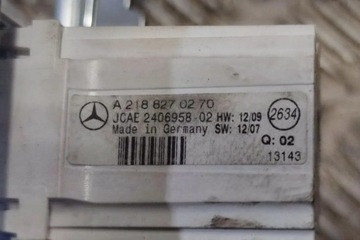 A 218 827 02 70
JCAE 2406958-02 HW: 12/09 2634
Made in Germany SW: 12/07
Q: 02
13143